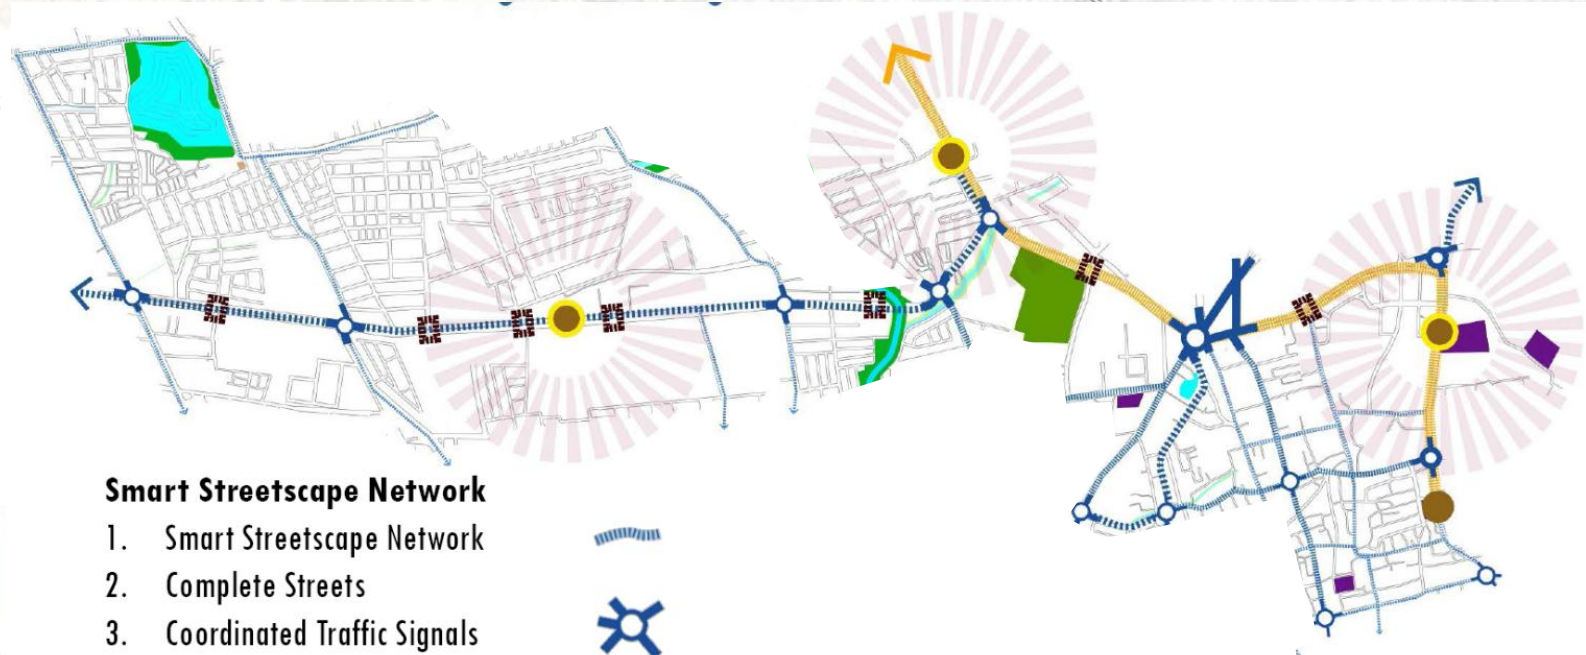 Smart Streetscape Network
1. Smart Streetscape Network
2. Complete Streets
3. Coordinated Traffic Signals